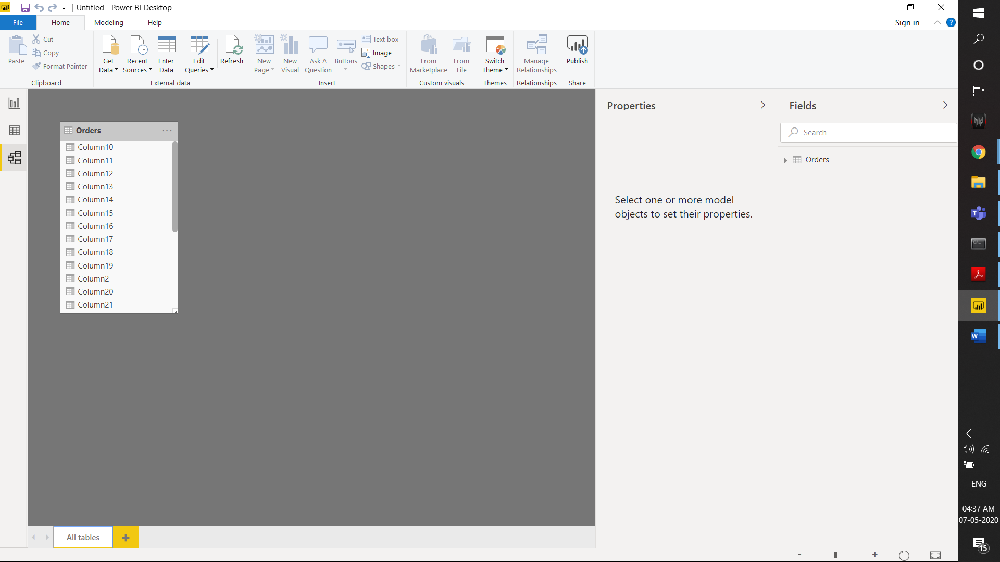 Untitled - Power BI Desktop
File Home Modeling Help Sign in ?
Paste
Cut
Copy
Format Painter
Clipboard
Get Data
Recent Sources
Enter Data
Edit Queries
Refresh
External data
New Page
New Visual
Ask A Question
Buttons
Text box
Image
Shapes
Insert
From Marketplace
From File
Custom visuals
Switch Theme
Themes
Manage Relationships
Relationships
Publish
Share
Orders ...
Column10
Column11
Column12
Column13
Column14
Column15
Column16
Column17
Column18
Column19
Column2
Column20
Column21
Properties
Select one or more model
objects to set their properties.
Fields
Search
Orders
All tables +
- +
ENG
04:37 AM
07-05-2020
15